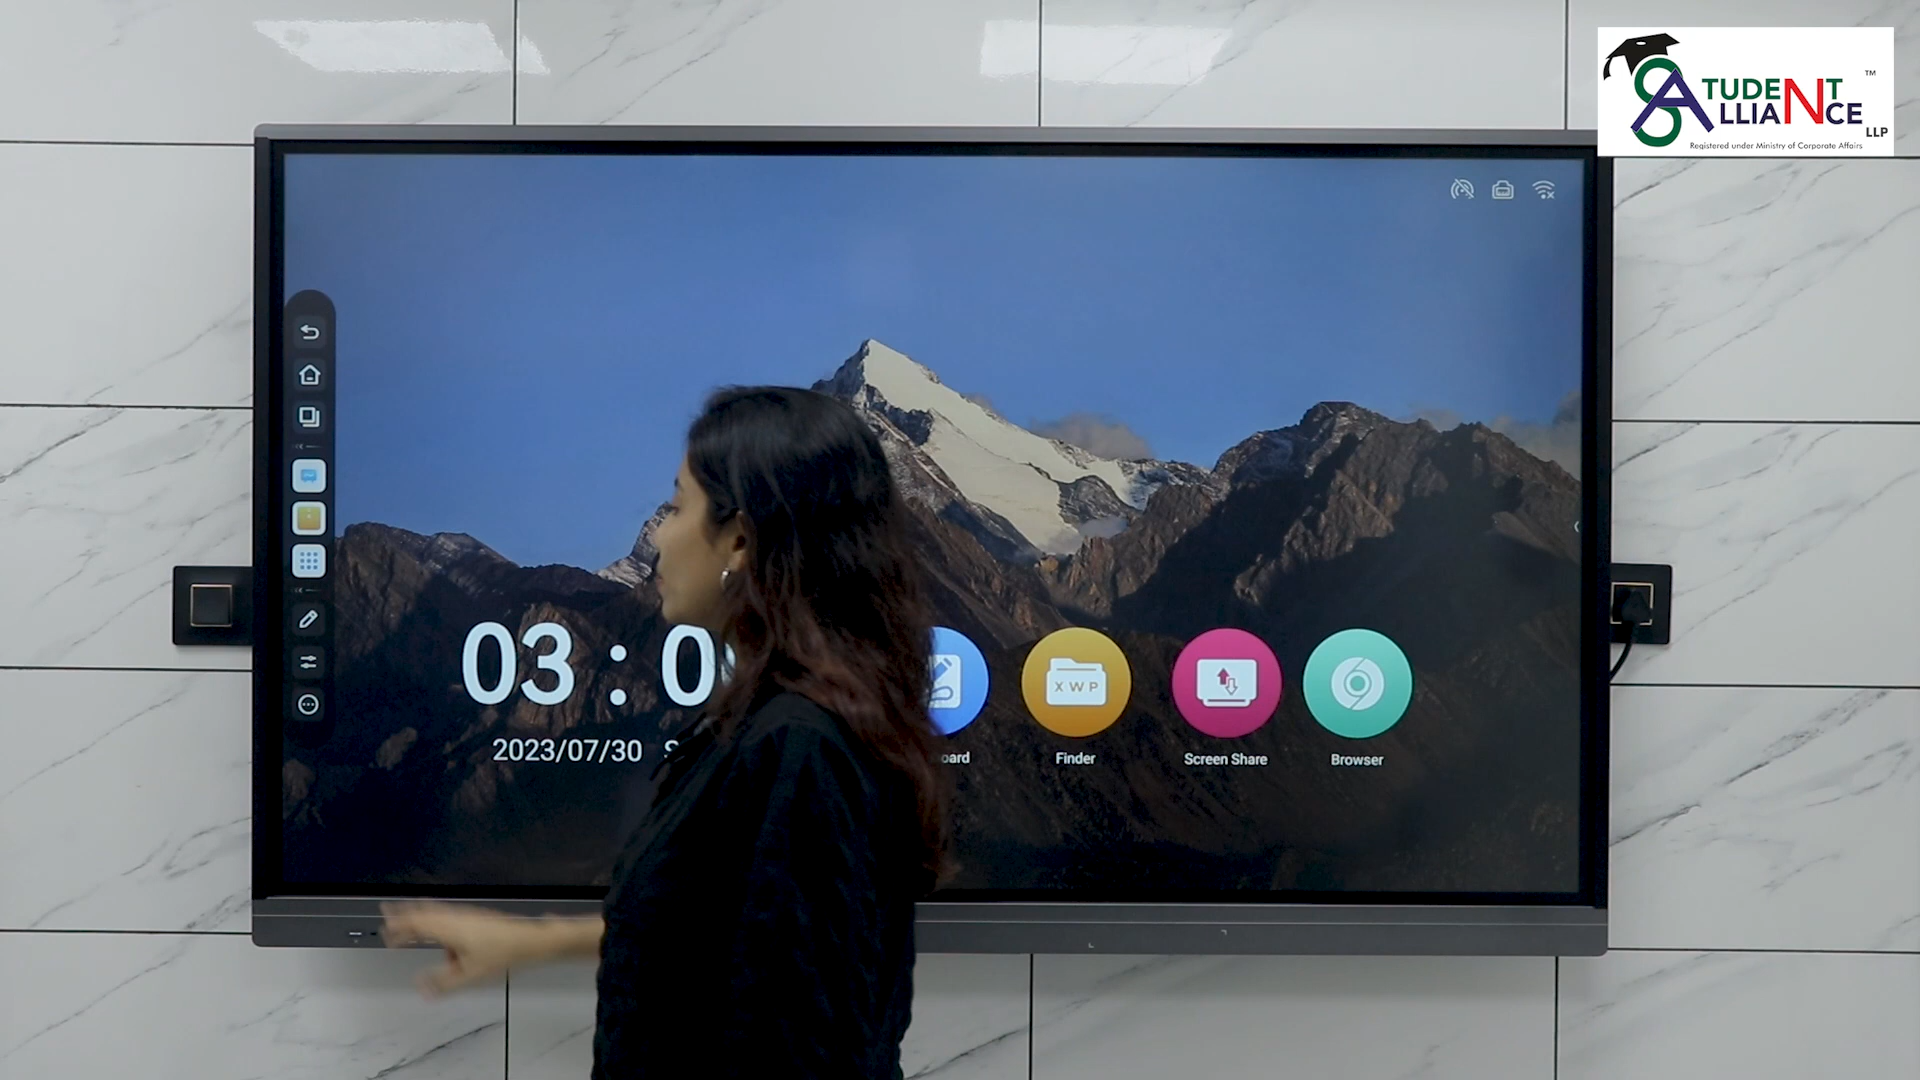 STUDENT
ALLIANCE
TM
LLP
Registered under Ministry of Corporate Affairs
03 : 0
2023/07/30 S
oard
XWP
Finder
Screen Share
Browser